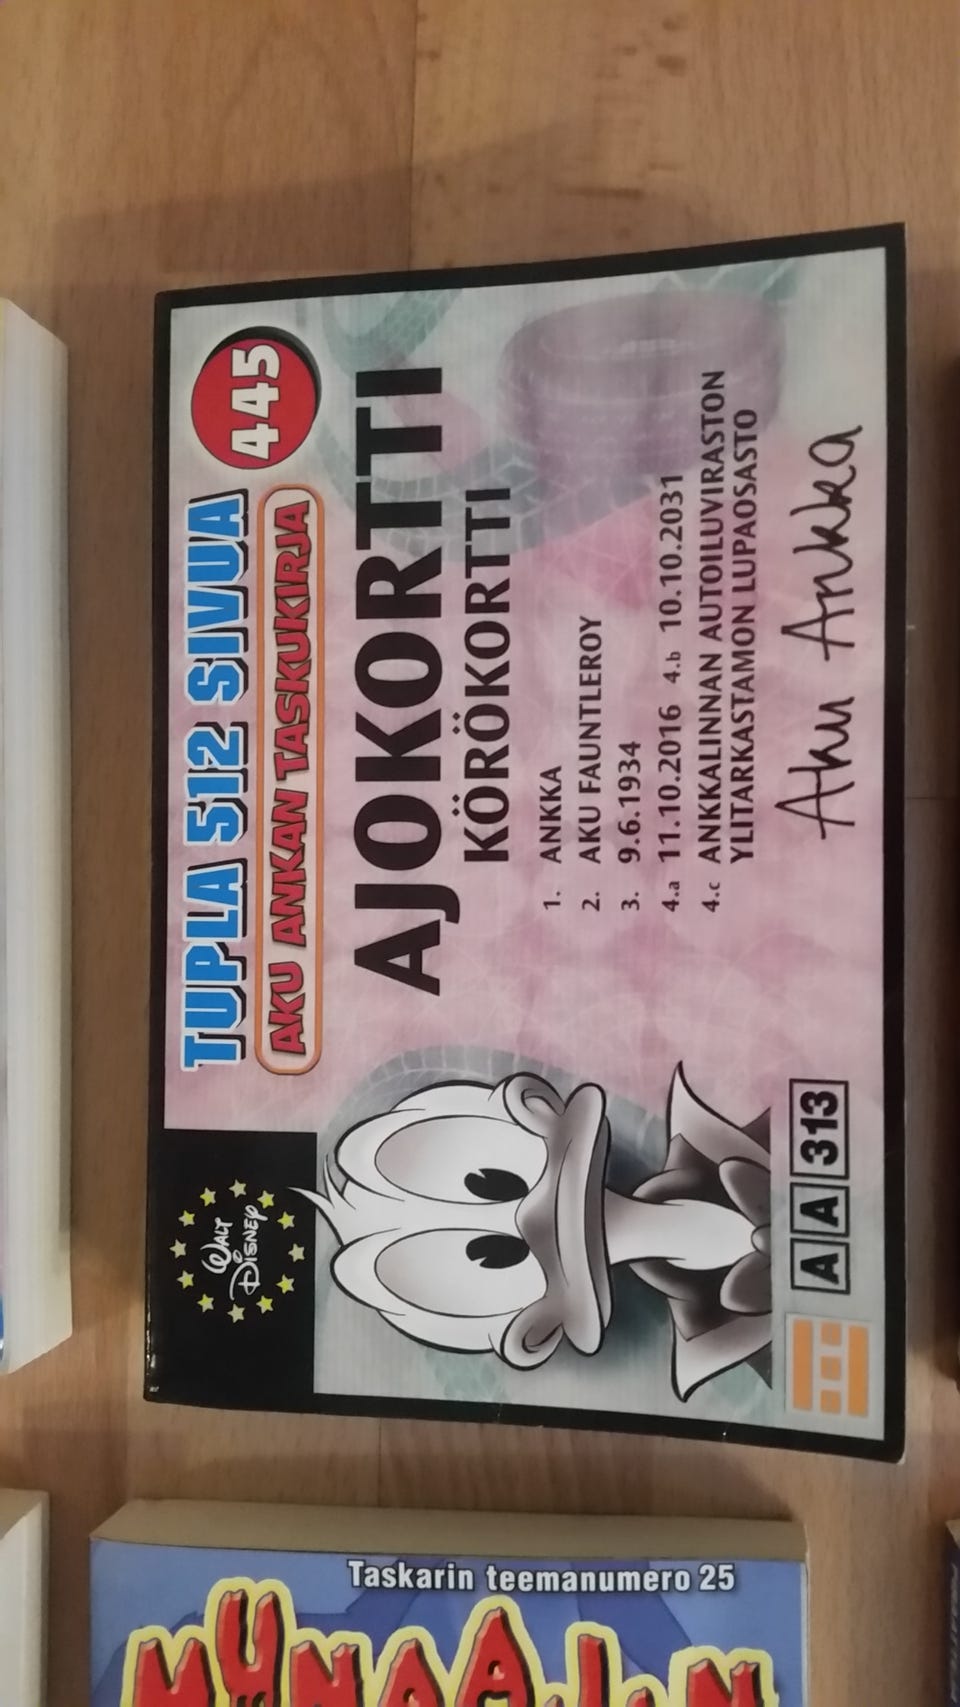 TUPLA 512 SIVUA
445
AKU ANKAN TASKUKIRJA
WALT
DISNEY
AJOKORTTI
KÖRÖKORTTI
1. ANKKA
2. AKU FAUNTLEROY
3. 9.6.1934
4.a 11.10.2016 4.b 10.10.2031
4.c ANKKALINNAN AUTOILUVIRASTON
YLITARKASTAMON LUPAOSASTO
Aku Ankka
A A 313
Taskarin teemanumero 25